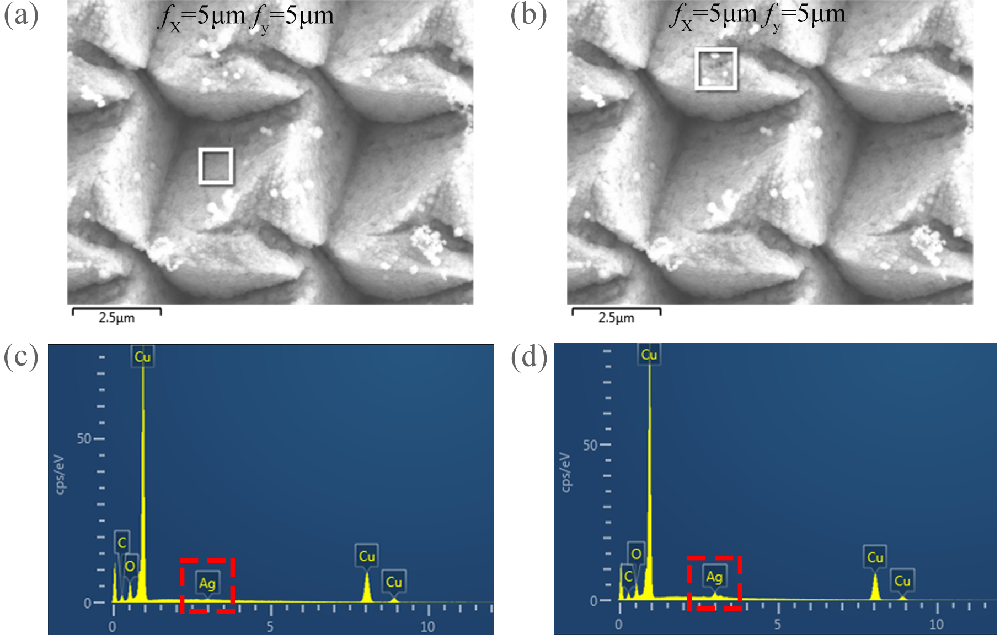 (a)
fX=5μm fy=5μm
2.5μm
(b)
fX=5μm fy=5μm
2.5μm
(c)
Cu
50
cps/eV
C
O
Ag
Cu
Cu
0
0
5
10
(d)
Cu
50
cps/eV
O
C
Ag
Cu
Cu
0
0
5
10